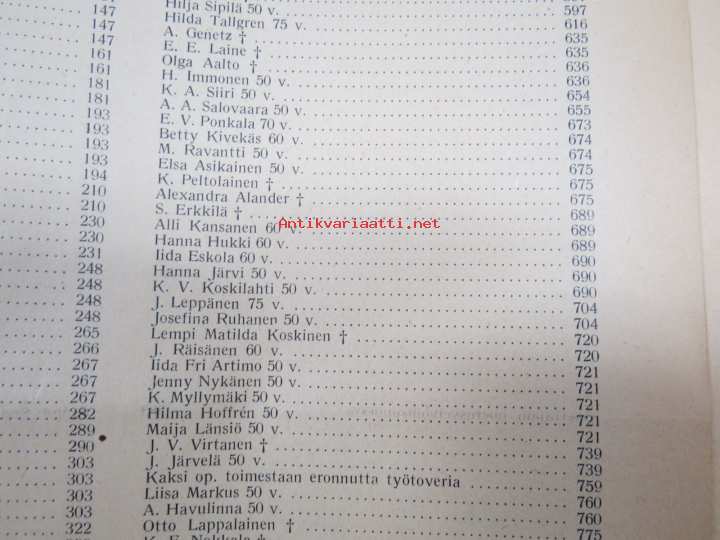 147
147
147
161
161
181
181
193
193
193
194
210
210
230
230
231
248
248
248
248
265
266
267
267
267
282
289
290
303
303
303
303
322
Hilja Sipilä 50 v. 597
Hilda Tallgren 75 v. 616
A. Genetz † 635
E. E. Laine † 635
Olga Aalto † 636
H. Immonen 50 v. 636
K. A. Siiri 50 v. 654
A. A. Salovaara 50 v. 655
E. V. Ponkala 70 v. 673
Betty Kivekäs 60 v. 674
M. Ravantti 50 v. 674
Elsa Asikainen 50 v. 675
K. Peltolainen † 675
Alexandra Alander † 675
S. Erkkilä † 689
Antikvariaatti.net
Alli Kansanen 60 v. 689
Hanna Hukki 60 v. 689
Iida Eskola 60 v. 690
Hanna Järvi 50 v. 690
K. V. Koskilahti 50 v. 690
J. Leppänen 75 v. 704
Josefina Ruhanen 50 v. 704
Lempi Matilda Koskinen † 720
J. Räisänen 60 v. 720
Iida Fri Artimo 50 v. 721
Jenny Nykänen 50 v. 721
K. Myllymäki 50 v. 721
Hilma Hoffrén 50 v. 721
Maija Länsiö 50 v. 721
J. V. Virtanen † 739
J. Järvelä 50 v. 739
Kaksi op. toimestaan eronnutta työtoveria 759
Liisa Markus 50 v. 760
A. Havulinna 50 v. 760
Otto Lappalainen † 775